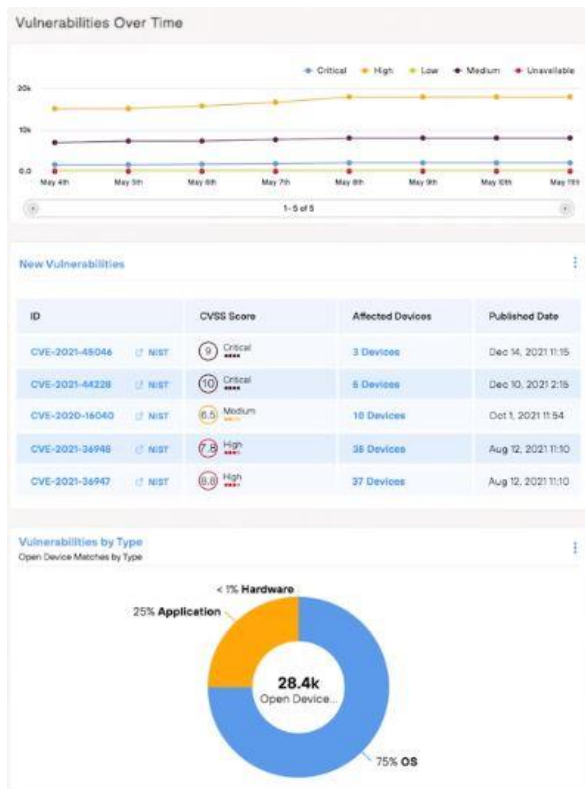 Vulnerabilities Over Time
Critical High Low Medium Unavailable
20k
10k
0.0
May 4th May 5th May 6th May 7th May 8th May 9th May 10th May 11th
1-5 of 5
New Vulnerabilities
ID CVSS Score Affected Devices Published Date
CVE-2021-45046 NIST 9 Critical 3 Devices Dec 14, 2021 11:15
CVE-2021-44228 NIST 10 Critical Devices Dec 10, 2021 2:15
CVE-2020-16040 NIST 6.5 Medium 10 Devices Oct 1, 2021 11:54
CVE-2021-36948 NIST 7.8 High Devices Aug 12, 2021 11:10
CVE-2021-36947 NIST 8.8 High 37 Devices Aug 12, 2021 11:10
Vulnerabilities by Type
Open Device Matches by Type
< 1% Hardware
25% Application
28.4k
Open Device...
75% OS